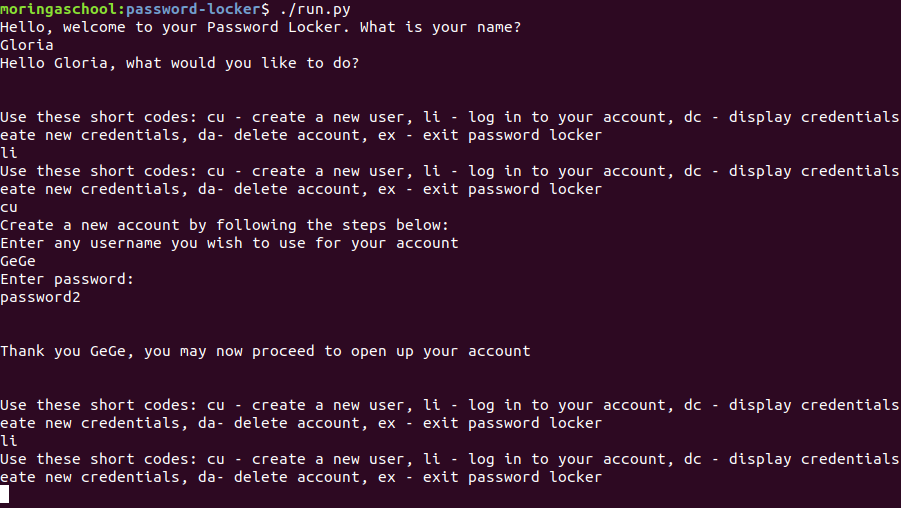 moringaschool:password-locker$ ./run.py
Hello, welcome to your Password Locker. What is your name?
Gloria
Hello Gloria, what would you like to do?
Use these short codes: cu - create a new user, li - log in to your account, dc - display credentials
eate new credentials, da- delete account, ex - exit password locker
li
Use these short codes: cu - create a new user, li - log in to your account, dc - display credentials
eate new credentials, da- delete account, ex - exit password locker
cu
Create a new account by following the steps below:
Enter any username you wish to use for your account
GeGe
Enter password:
password2
Thank you GeGe, you may now proceed to open up your account
Use these short codes: cu - create a new user, li - log in to your account, dc - display credentials
eate new credentials, da- delete account, ex - exit password locker
li
Use these short codes: cu - create a new user, li - log in to your account, dc - display credentials
eate new credentials, da- delete account, ex - exit password locker